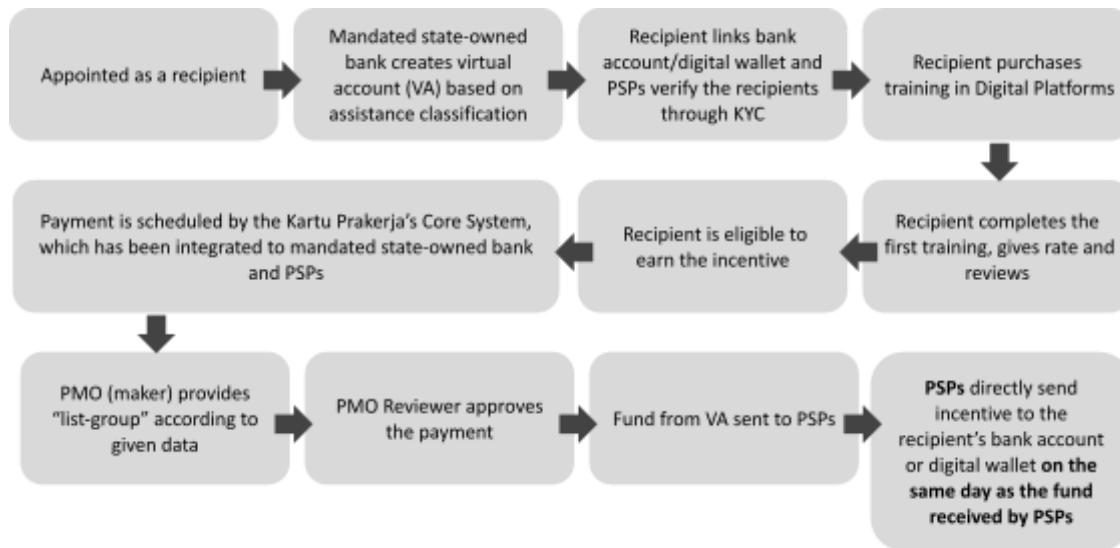 Appointed as a recipient
Mandated state-owned
bank creates virtual
account (VA) based on
assistance classification
Recipient links bank
account/digital wallet and
PSPs verify the recipients
through KYC
Recipient purchases
training in Digital Platforms
Recipient completes the
first training, gives rate and
reviews
Recipient is eligible to
earn the incentive
Payment is scheduled by the Kartu Prakerja's Core System,
which has been integrated to mandated state-owned bank
and PSPs
PMO (maker) provides
“list-group” according to
given data
PMO Reviewer approves
the payment
Fund from VA sent to PSPs
PSPs directly send
incentive to the
recipient's bank account
or digital wallet on the
same day as the fund
received by PSPs